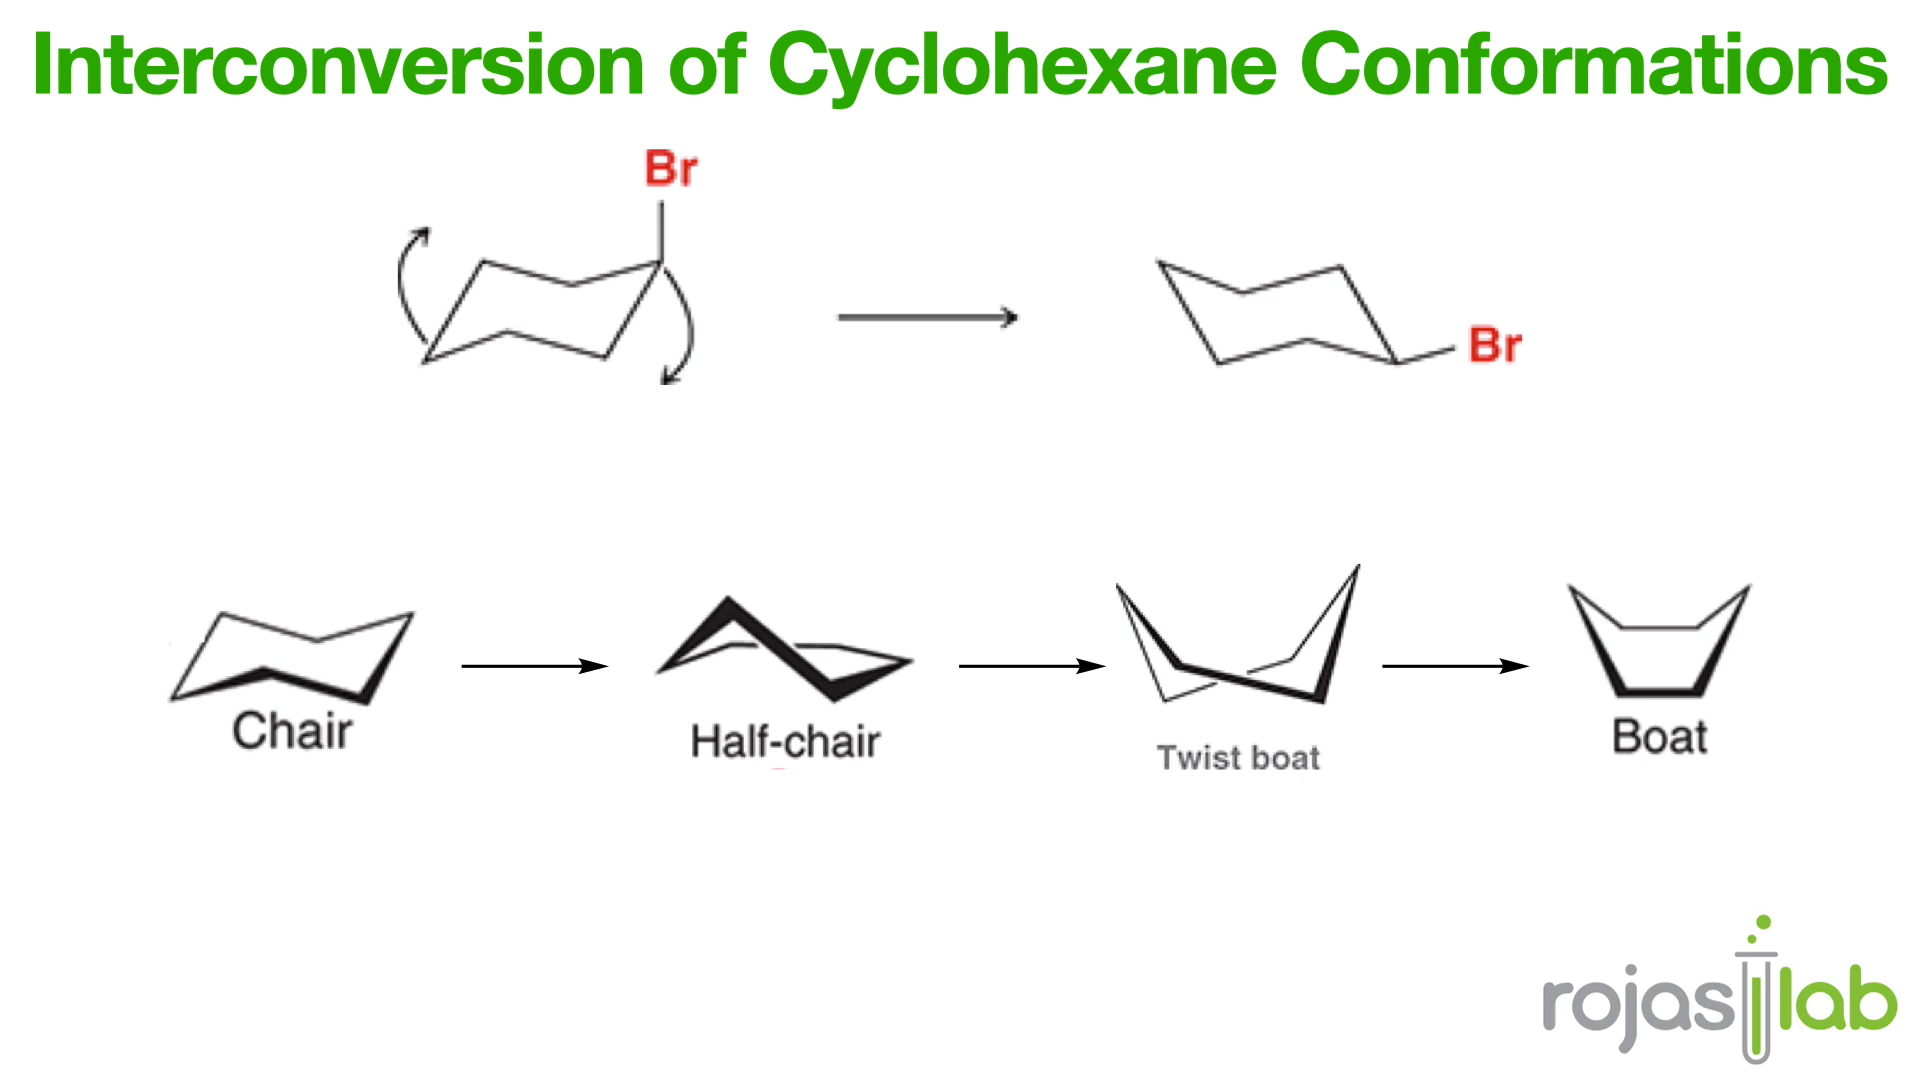 Interconversion of Cyclohexane Conformations
Br
Br
Chair
Half-chair
Twist boat
Boat
rojas lab